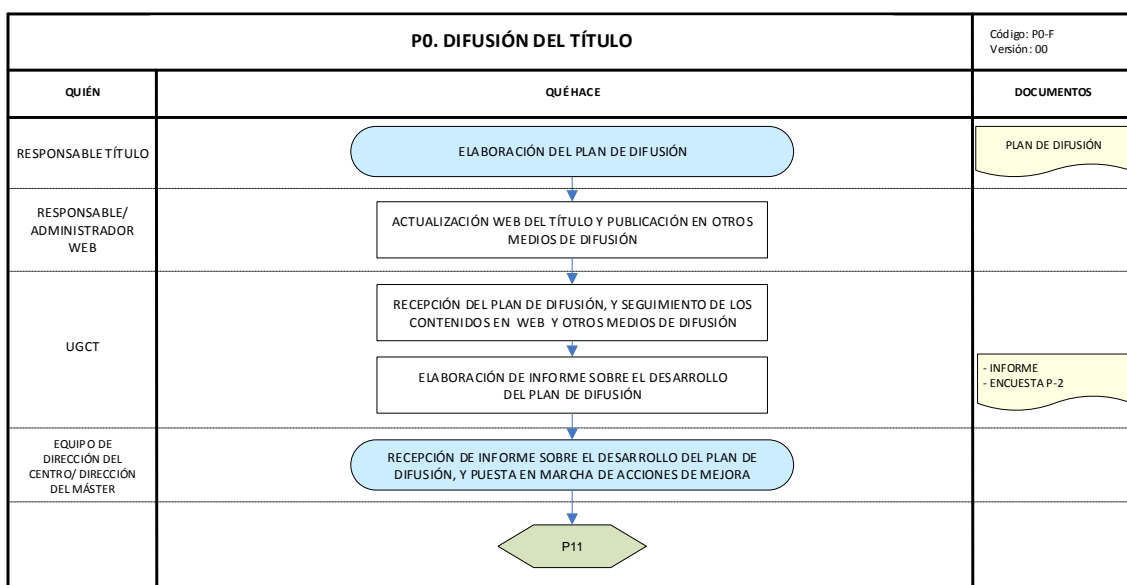 P0. DIFUSIÓN DEL TÍTULO
Código: P0-F
Versión: 00
QUIÉN
QUÉ HACE
DOCUMENTOS
RESPONSABLE TÍTULO
ELABORACIÓN DEL PLAN DE DIFUSIÓN
PLAN DE DIFUSIÓN
RESPONSABLE/
ADMINISTRADOR
WEB
ACTUALIZACIÓN WEB DEL TÍTULO Y PUBLICACIÓN EN OTROS
MEDIOS DE DIFUSIÓN
UGCT
RECEPCIÓN DEL PLAN DE DIFUSIÓN, Y SEGUIMIENTO DE LOS
CONTENIDOS EN WEB Y OTROS MEDIOS DE DIFUSIÓN
ELABORACIÓN DE INFORME SOBRE EL DESARROLLO
DEL PLAN DE DIFUSIÓN
- INFORME
- ENCUESTA P-2
EQUIPO DE
DIRECCIÓN DEL
CENTRO/ DIRECCIÓN
DEL MÁSTER
RECEPCIÓN DE INFORME SOBRE EL DESARROLLO DEL PLAN DE
DIFUSIÓN, Y PUESTA EN MARCHA DE ACCIONES DE MEJORA
P11